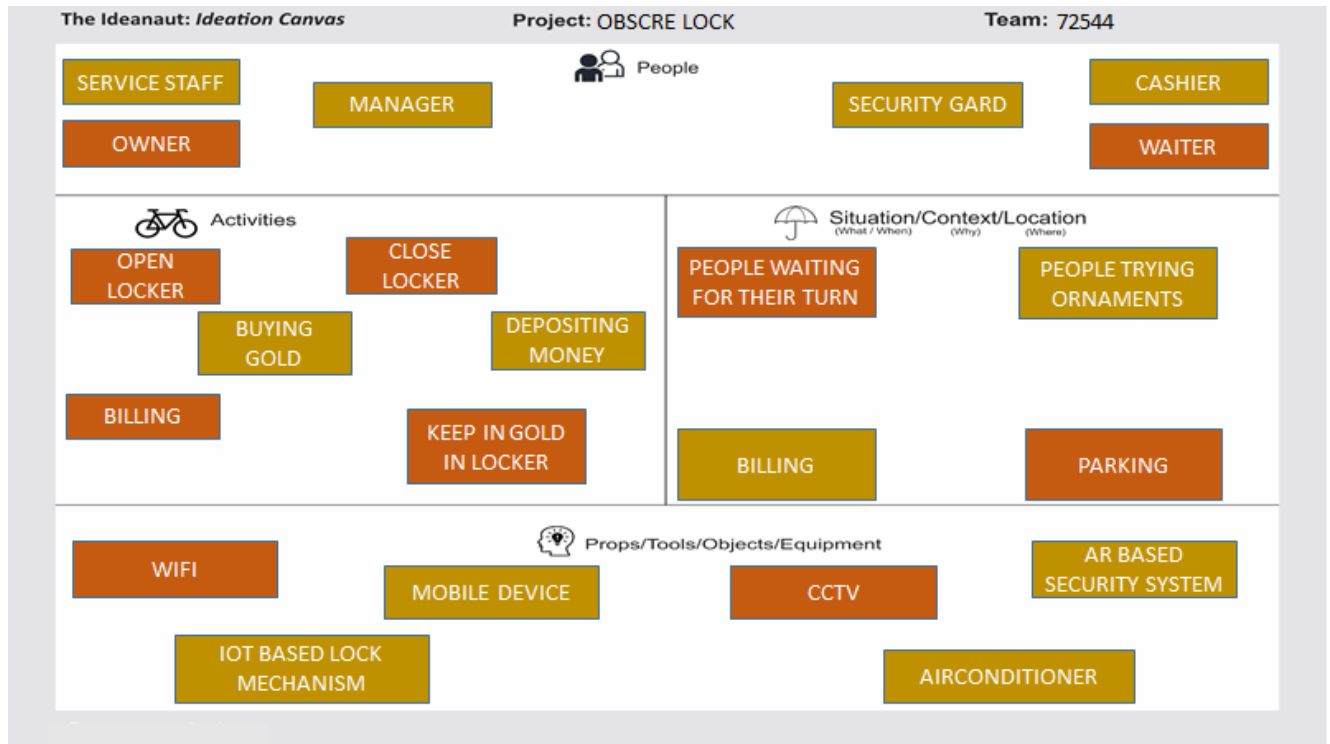 The Ideanaut: Ideation Canvas
Project: OBSCRE LOCK
Team: 72544
People
SERVICE STAFF
MANAGER
SECURITY GARD
CASHIER
OWNER
WAITER
Activities
OPEN
LOCKER
CLOSE
LOCKER
BUYING
GOLD
DEPOSITING
MONEY
BILLING
KEEP IN GOLD
IN LOCKER
Situation/Context/Location
(What / When) (Why) (Where)
PEOPLE WAITING
FOR THEIR TURN
PEOPLE TRYING
ORNAMENTS
BILLING
PARKING
Props/Tools/Objects/Equipment
WIFI
MOBILE DEVICE
CCTV
AR BASED
SECURITY SYSTEM
IOT BASED LOCK
MECHANISM
AIRCONDITIONER